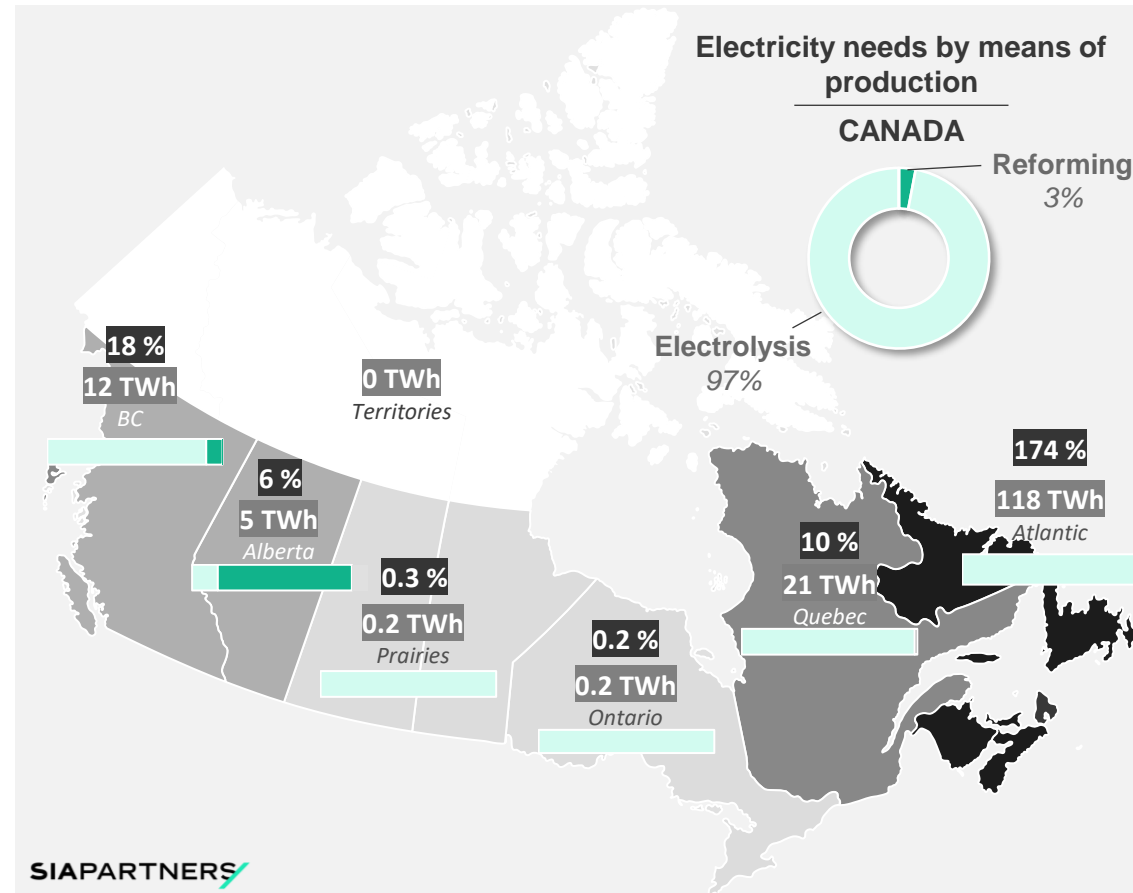 Electricity needs by means of
production
CANADA
Reforming
3%
Electrolysis
97%
18 %
12 TWh
BC
0 TWh
Territories
6 %
5 TWh
Alberta
0.3 %
0.2 TWh
Prairies
0.2 %
0.2 TWh
Ontario
10 %
21 TWh
Quebec
174 %
118 TWh
Atlantic
SIAPARTNERS